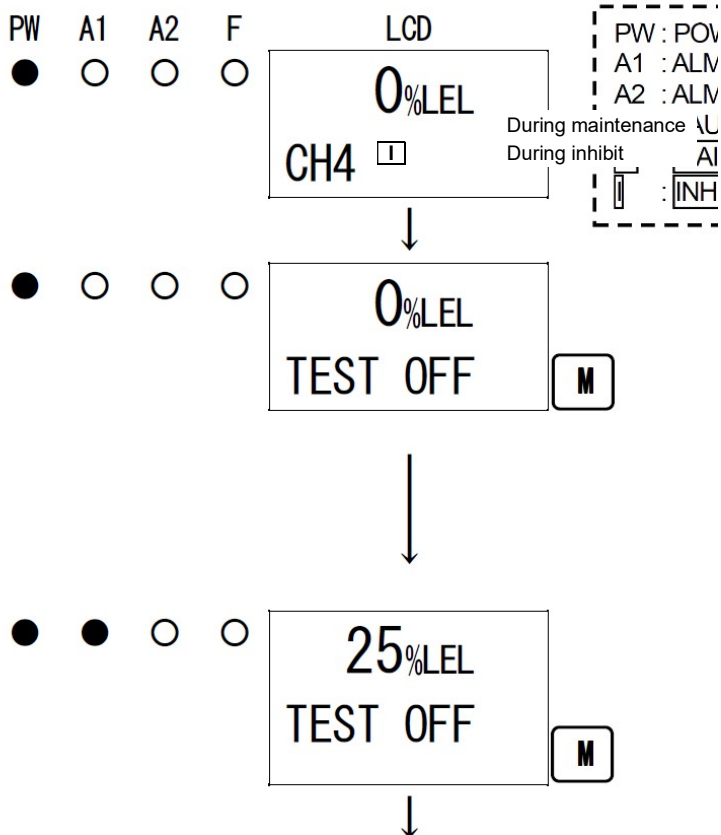 PW A1 A2 F LCD
PW : POW
A1 : ALM
A2 : ALM
0%LEL
CH4 I
During maintenance
During inhibit
I : INH
0%LEL
TEST OFF
M
25%LEL
TEST OFF
M